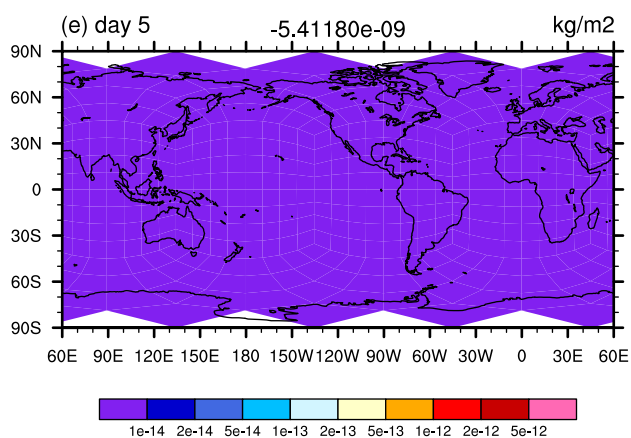 (e) day 5 -5.41180e-09 kg/m2
90N
60N
30N
0
30S
60S
90S
60E 90E 120E 150E 180 150W 120W 90W 60W 30W 0 30E 60E
1e-14 2e-14 5e-14 1e-13 2e-13 5e-13 1e-12 2e-12 5e-12